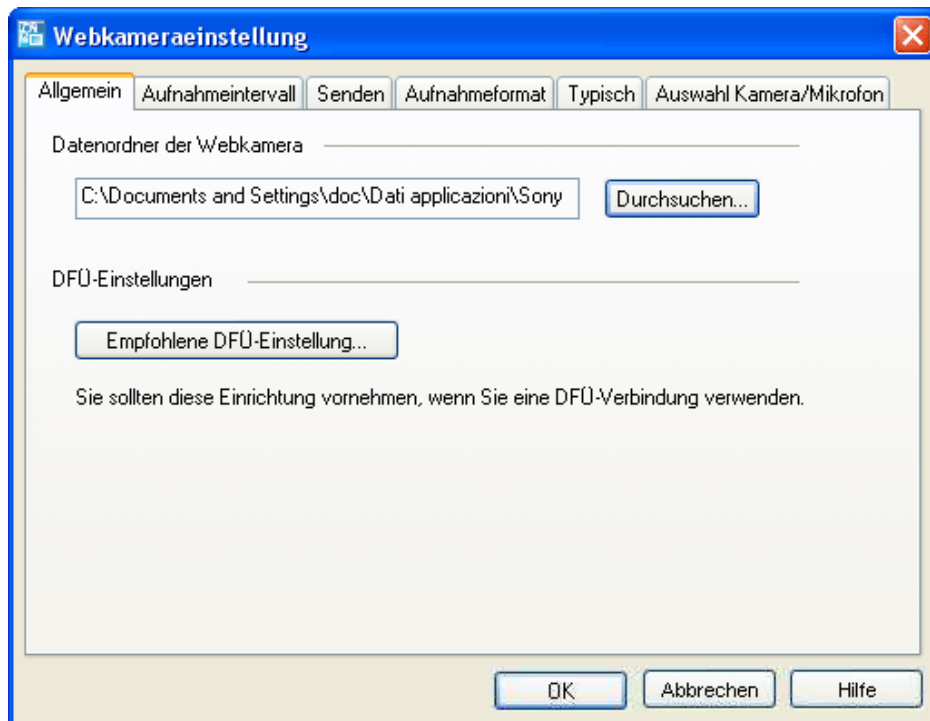 Webkameraeinstellung
Allgemein Aufnahmeintervall Senden Aufnahmeformat Typisch Auswahl Kamera/Mikrofon
Datenordner der Webkamera
C:\Documents and Settings\doc\Dati applicazioni\Sony Durchsuchen...
DFÜ-Einstellungen
Empfohlene DFÜ-Einstellung...
Sie sollten diese Einrichtung vornehmen, wenn Sie eine DFÜ-Verbindung verwenden.
OK Abbrechen Hilfe